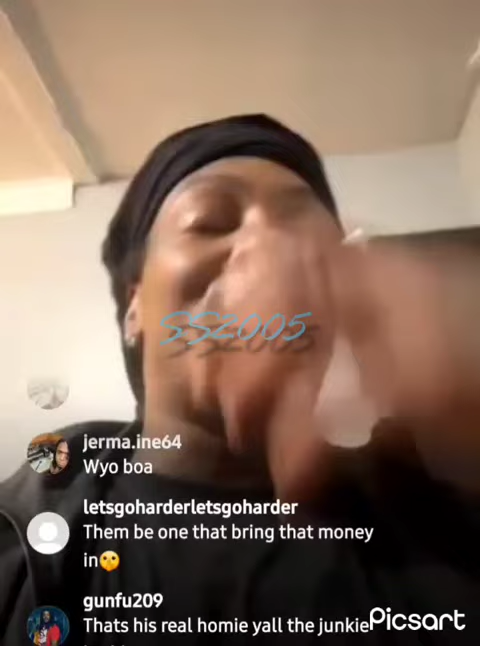 SS2005
jerma.ine64
Wyo boa
letsgoharderletsgoharder
Them be one that bring that money
in🤫
gunfu209
Thats his real homie yall the junkie
Picsart